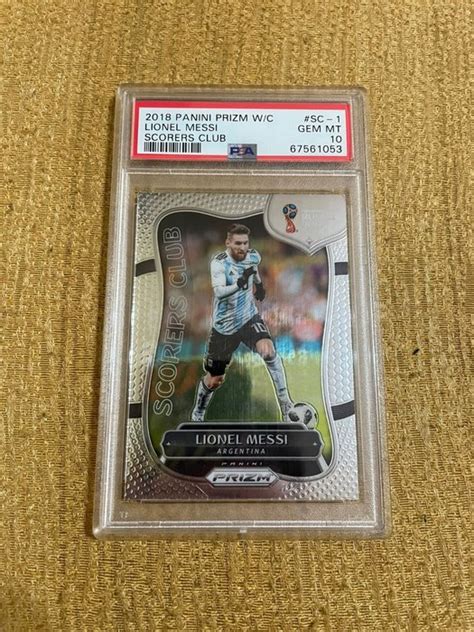 2018 PANINI PRIZM W/C #SC-1
LIONEL MESSI GEM MT
SCORERS CLUB 10
PSA 67561053
SCORERS CLUB
10
LIONEL MESSI
ARGENTINA
PANINI
PRIZM